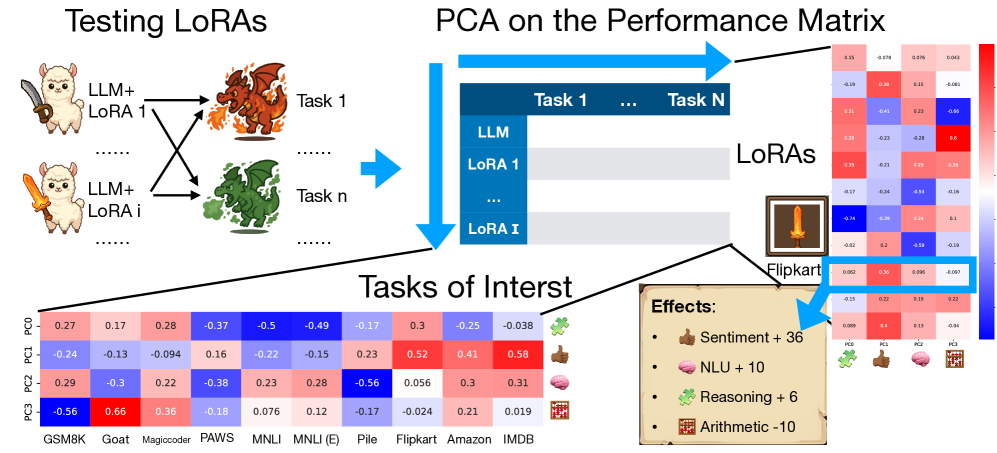 Testing LoRAs
PCA on the Performance Matrix
LLM+
LoRA 1
Task 1
......
......
LLM+
LoRA i
Task n
......
......
Task 1 ... Task N
LLM
LoRA 1
...
LoRA I
LoRAs
Flipkart
0.15 -0.078 0.076 0.043
-0.19 0.38 0.15 -0.081
0.31 -0.41 0.23 -0.66
0.28 -0.23 -0.28 0.6
0.39 -0.21 0.25 0.26
-0.17 -0.24 -0.53 -0.16
-0.74 -0.39 0.24 0.1
-0.02 0.2 -0.59 -0.19
0.062 0.36 0.096 -0.097
-0.15 0.22 0.19 0.22
0.089 0.4 0.13 -0.04
PC0 PC1 PC2 PC3
Tasks of Interst
PC0 0.27 0.17 0.28 -0.37 -0.5 -0.49 -0.17 0.3 -0.25 -0.038
PC1 -0.24 -0.13 -0.094 0.16 -0.22 -0.15 0.23 0.52 0.41 0.58
PC2 0.29 -0.3 0.22 -0.38 0.23 0.28 -0.56 0.056 0.3 0.31
PC3 -0.56 0.66 0.36 -0.18 0.076 0.12 -0.17 -0.024 0.21 0.019
GSM8K Goat Magiccoder PAWS MNLI MNLI (E) Pile Flipkart Amazon IMDB
Effects:
• Sentiment + 36
• NLU + 10
• Reasoning + 6
• Arithmetic -10